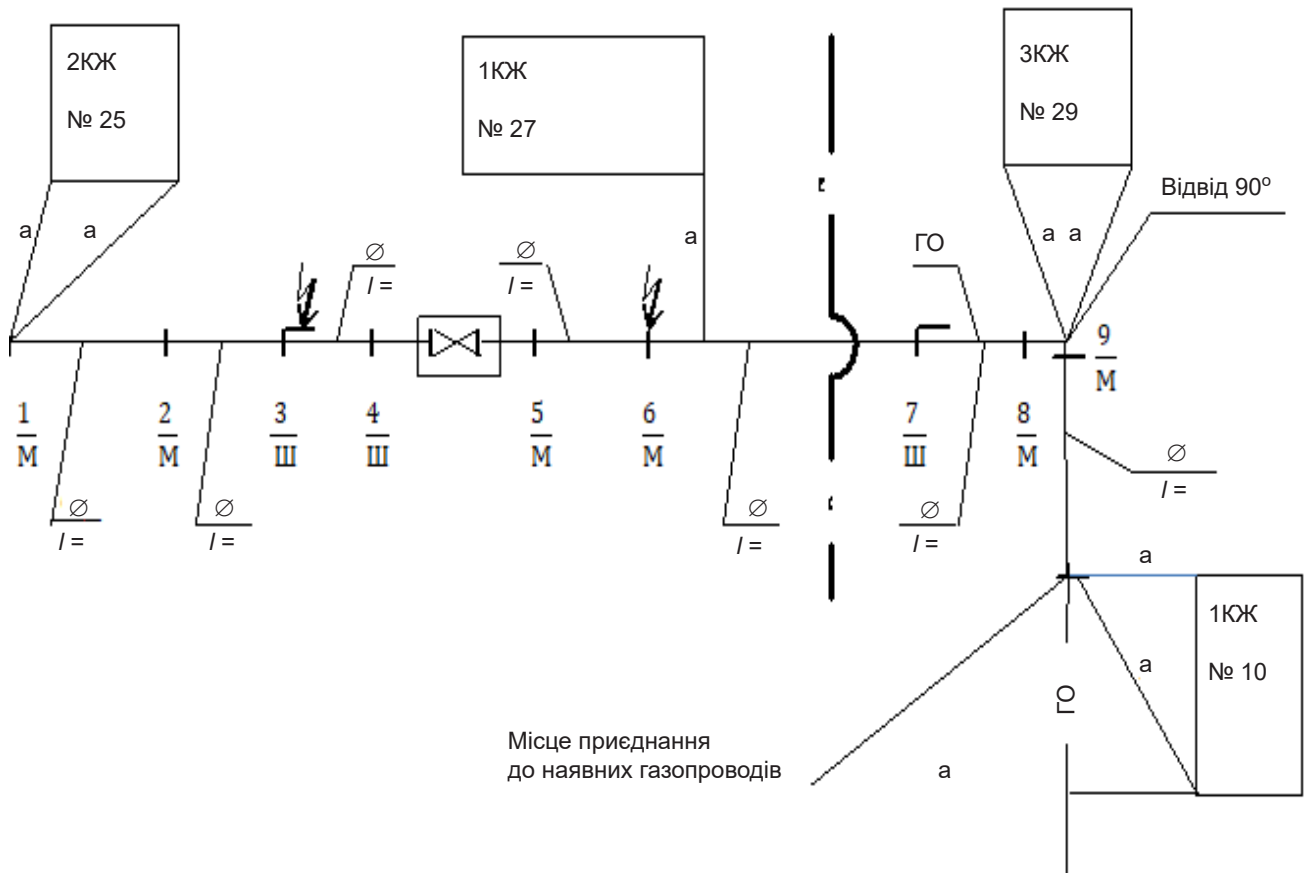 2КЖ
№ 25
1КЖ
№ 27
3КЖ
№ 29
Відвід 90°
а
а
а
а а
ГО
∅
l =
∅
l =
г
1
М
2
М
3
Ш
4
Ш
5
М
6
М
7
Ш
8
М
9
М
∅
l =
∅
l =
∅
l =
∅
l =
∅
l =
а
1КЖ
№ 10
а
ГО
Місце приєднання
до наявних газопроводів
а